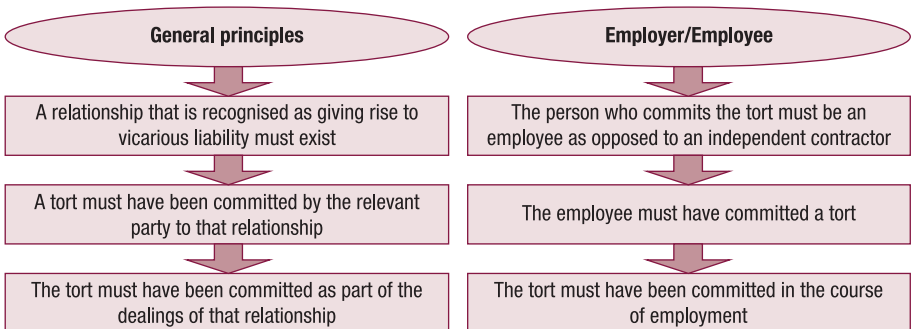 General principles
A relationship that is recognised as giving rise to
vicarious liability must exist
A tort must have been committed by the relevant
party to that relationship
The tort must have been committed as part of the
dealings of that relationship
Employer/Employee
The person who commits the tort must be an
employee as opposed to an independent contractor
The employee must have committed a tort
The tort must have been committed in the course
of employment